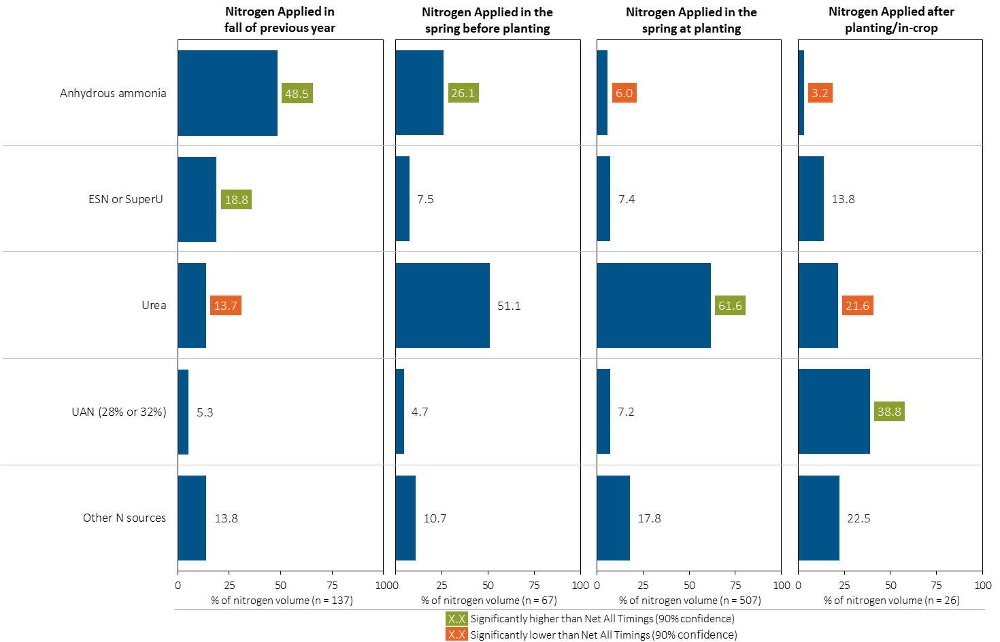 Nitrogen Applied in
fall of previous year
Nitrogen Applied in the
spring before planting
Nitrogen Applied in the
spring at planting
Nitrogen Applied after
planting/in-crop
Anhydrous ammonia
48.5
26.1
6.0
3.2
ESN or SuperU
18.8
7.5
7.4
13.8
Urea
13.7
51.1
61.6
21.6
UAN (28% or 32%)
5.3
4.7
7.2
38.8
Other N sources
13.8
10.7
17.8
22.5
0 25 50 75 100
0 25 50 75 100
0 25 50 75 100
0 25 50 75 100
% of nitrogen volume (n = 137)
% of nitrogen volume (n = 67)
% of nitrogen volume (n = 507)
% of nitrogen volume (n = 26)
X.X Significantly higher than Net All Timings (90% confidence)
X.X Significantly lower than Net All Timings (90% confidence)